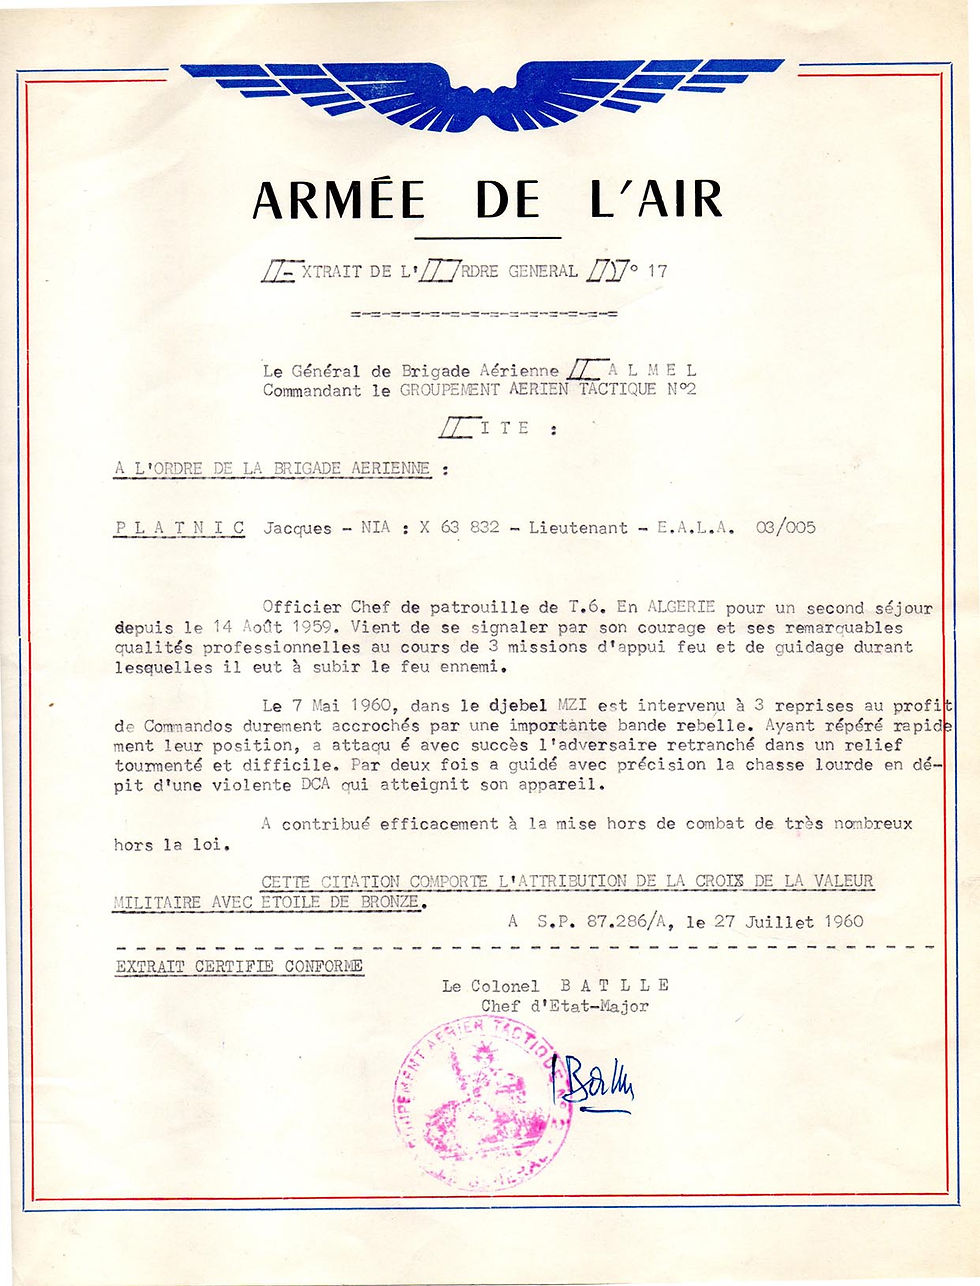 ARMÉE DE L'AIR
EXTRAIT DE L'ORDRE GENERAL N° 17
=-=-=-=-=-=-=-=-=-=-=-=-=-=
Le Général de Brigade Aérienne CALMEL
Commandant le GROUPEMENT AERIEN TACTIQUE N°2
CITE :
A L'ORDRE DE LA BRIGADE AERIENNE :
PLATNIC Jacques - NIA : X 63 832 - Lieutenant - E.A.L.A. 03/005
Officier Chef de patrouille de T.6. En ALGERIE pour un second séjour
depuis le 14 Août 1959. Vient de se signaler par son courage et ses remarquables
qualités professionnelles au cours de 3 missions d'appui feu et de guidage durant
lesquelles il eut à subir le feu ennemi.
Le 7 Mai 1960, dans le djebel MZI est intervenu à 3 reprises au profit
de Commandos durement accrochés par une importante bande rebelle. Ayant répéré rapide
ment leur position, a attaqu é avec succès l'adversaire retranché dans un relief
tourmenté et difficile. Par deux fois a guidé avec précision la chasse lourde en dé-
pit d'une violente DCA qui atteignit son appareil.
A contribué efficacement à la mise hors de combat de très nombreux
hors la loi.
CETTE CITATION COMPORTE L'ATTRIBUTION DE LA CROIX DE LA VALEUR
MILITAIRE AVEC ETOILE DE BRONZE.
A S.P. 87.286/A, le 27 Juillet 1960
EXTRAIT CERTIFIE CONFORME
Le Colonel BATLLE
Chef d'Etat-Major
GROUPEMENT AERIEN TACTIQUE N°2